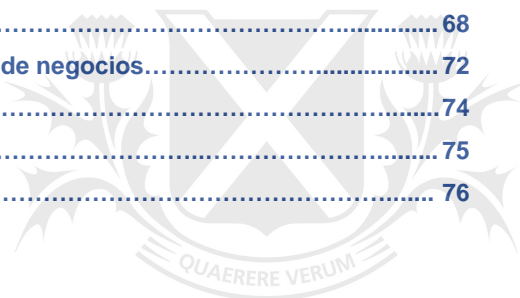 ………………………………………………............. 68
de negocios………………….................. 72
………………………………………………......74
………………………………………………...... 75
………………………………………………...... 76
QUAERERE VERUM